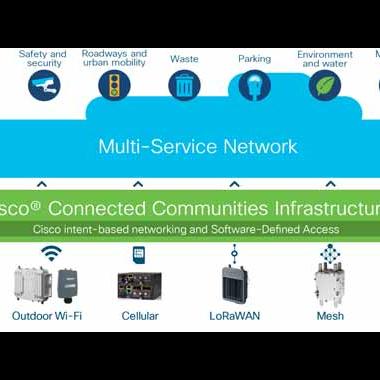 Safety and
security
Roadways and
urban mobility
Waste
Parking
Environment
and water
Multi-Service Network
isco® Connected Communities Infrastructur
Cisco intent-based networking and Software-Defined Access
Outdoor Wi-Fi
Cellular
LoRaWAN
Mesh